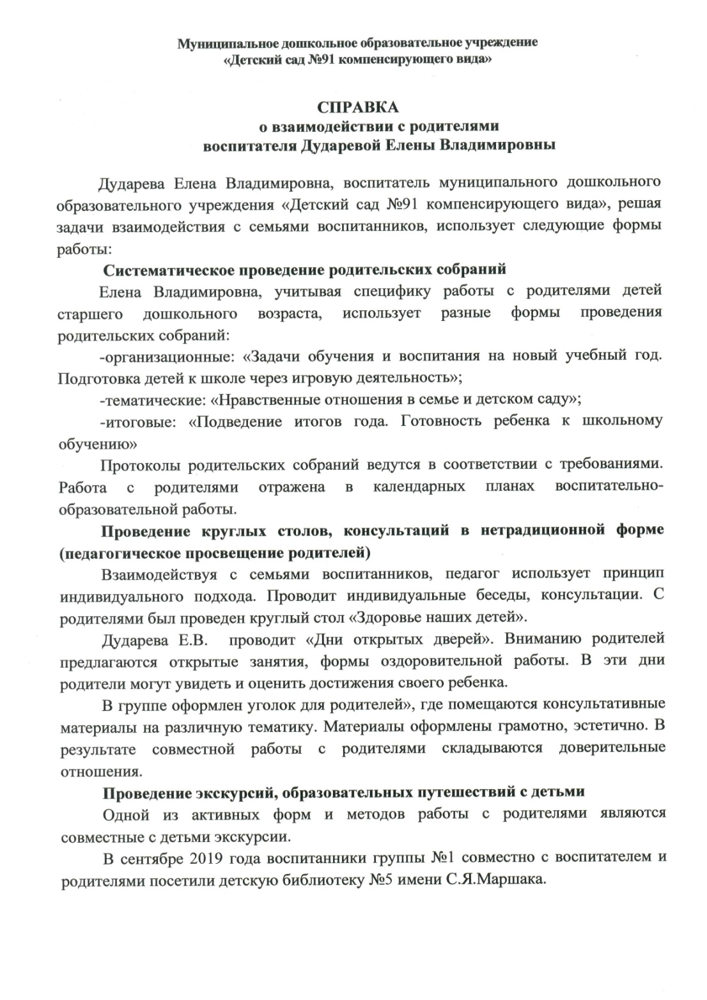 Муниципальное дошкольное образовательное учреждение
«Детский сад №91 компенсирующего вида»
СПРАВКА
о взаимодействии с родителями
воспитателя Дударевой Елены Владимировны
Дударева Елена Владимировна, воспитатель муниципального дошкольного
образовательного учреждения «Детский сад №91 компенсирующего вида», решая
задачи взаимодействия с семьями воспитанников, использует следующие формы
работы:
Систематическое проведение родительских собраний
Елена Владимировна, учитывая специфику работы с родителями детей
старшего дошкольного возраста, использует разные формы проведения
родительских собраний:
-организационные: «Задачи обучения и воспитания на новый учебный год.
Подготовка детей к школе через игровую деятельность»;
-тематические: «Нравственные отношения в семье и детском саду»;
-итоговые: «Подведение итогов года. Готовность ребенка к школьному
обучению»
Протоколы родительских собраний ведутся в соответствии с требованиями.
Работа с родителями отражена в календарных планах воспитательно-
образовательной работы.
Проведение круглых столов, консультаций в нетрадиционной форме
(педагогическое просвещение родителей)
Взаимодействуя с семьями воспитанников, педагог использует принцип
индивидуального подхода. Проводит индивидуальные беседы, консультации. С
родителями был проведен круглый стол «Здоровье наших детей».
Дударева Е.В. проводит «Дни открытых дверей». Вниманию родителей
предлагаются открытые занятия, формы оздоровительной работы. В эти дни
родители могут увидеть и оценить достижения своего ребенка.
В группе оформлен уголок для родителей», где помещаются консультативные
материалы на различную тематику. Материалы оформлены грамотно, эстетично. В
результате совместной работы с родителями складываются доверительные
отношения.
Проведение экскурсий, образовательных путешествий с детьми
Одной из активных форм и методов работы с родителями являются
совместные с детьми экскурсии.
В сентябре 2019 года воспитанники группы №1 совместно с воспитателем и
родителями посетили детскую библиотеку №5 имени С.Я.Маршака.